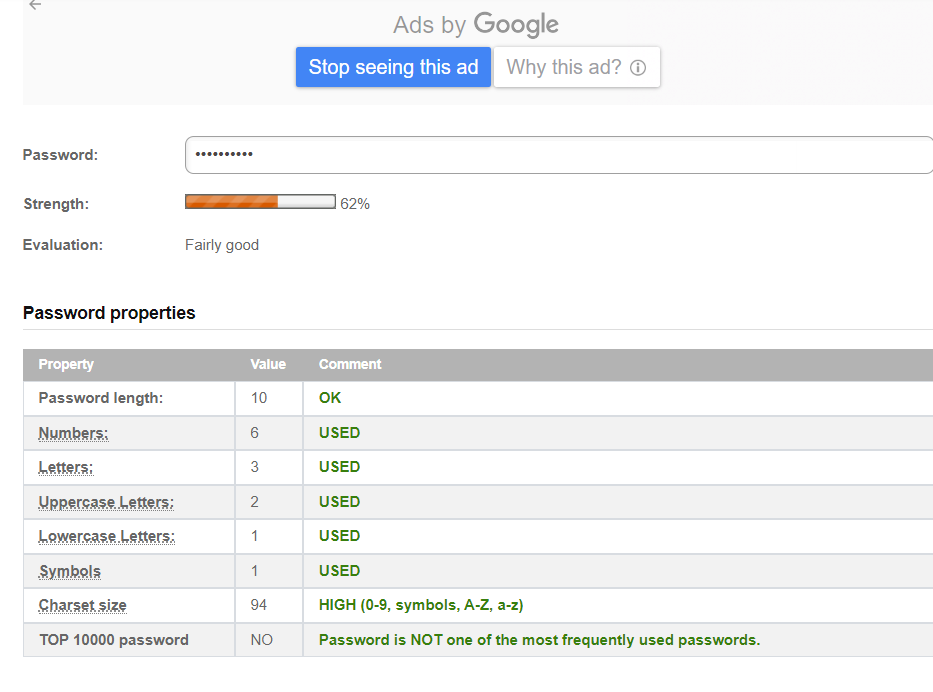 Ads by Google
Stop seeing this ad Why this ad?
Password: ••••••••••
Strength: 62%
Evaluation: Fairly good
Password properties
Property Value Comment
Password length: 10 OK
Numbers: 6 USED
Letters: 3 USED
Uppercase Letters: 2 USED
Lowercase Letters: 1 USED
Symbols 1 USED
Charset size 94 HIGH (0-9, symbols, A-Z, a-z)
TOP 10000 password NO Password is NOT one of the most frequently used passwords.